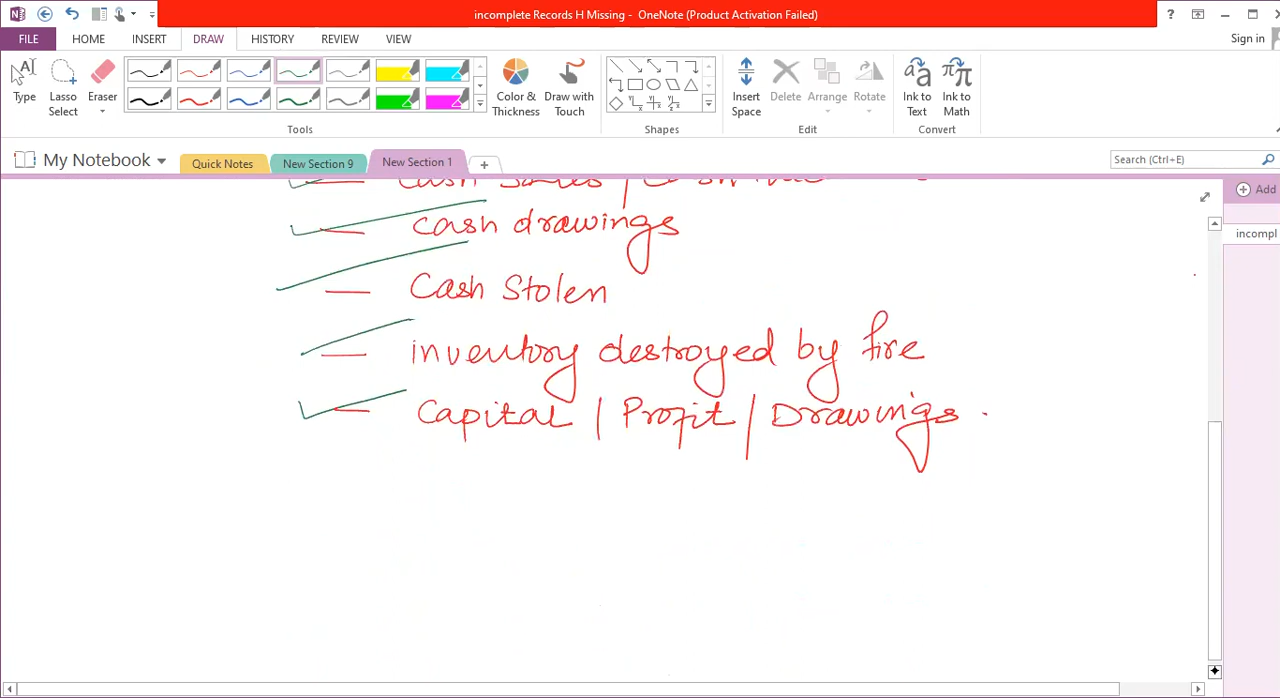 incomplete Records H Missing - OneNote (Product Activation Failed)
?
FILE HOME INSERT DRAW HISTORY REVIEW VIEW
Sign in
Type
Lasso Select
Eraser
Color & Thickness
Draw with Touch
Insert Space
Delete
Arrange
Rotate
Ink to Text
Ink to Math
Tools
Shapes
Edit
Convert
My Notebook
Quick Notes
New Section 9
New Section 1
Search (Ctrl+E)
Add
incompl
Cash Sales /
— Cash drawings
— Cash Stolen
— inventory destroyed by fire
— Capital / Profit / Drawings .